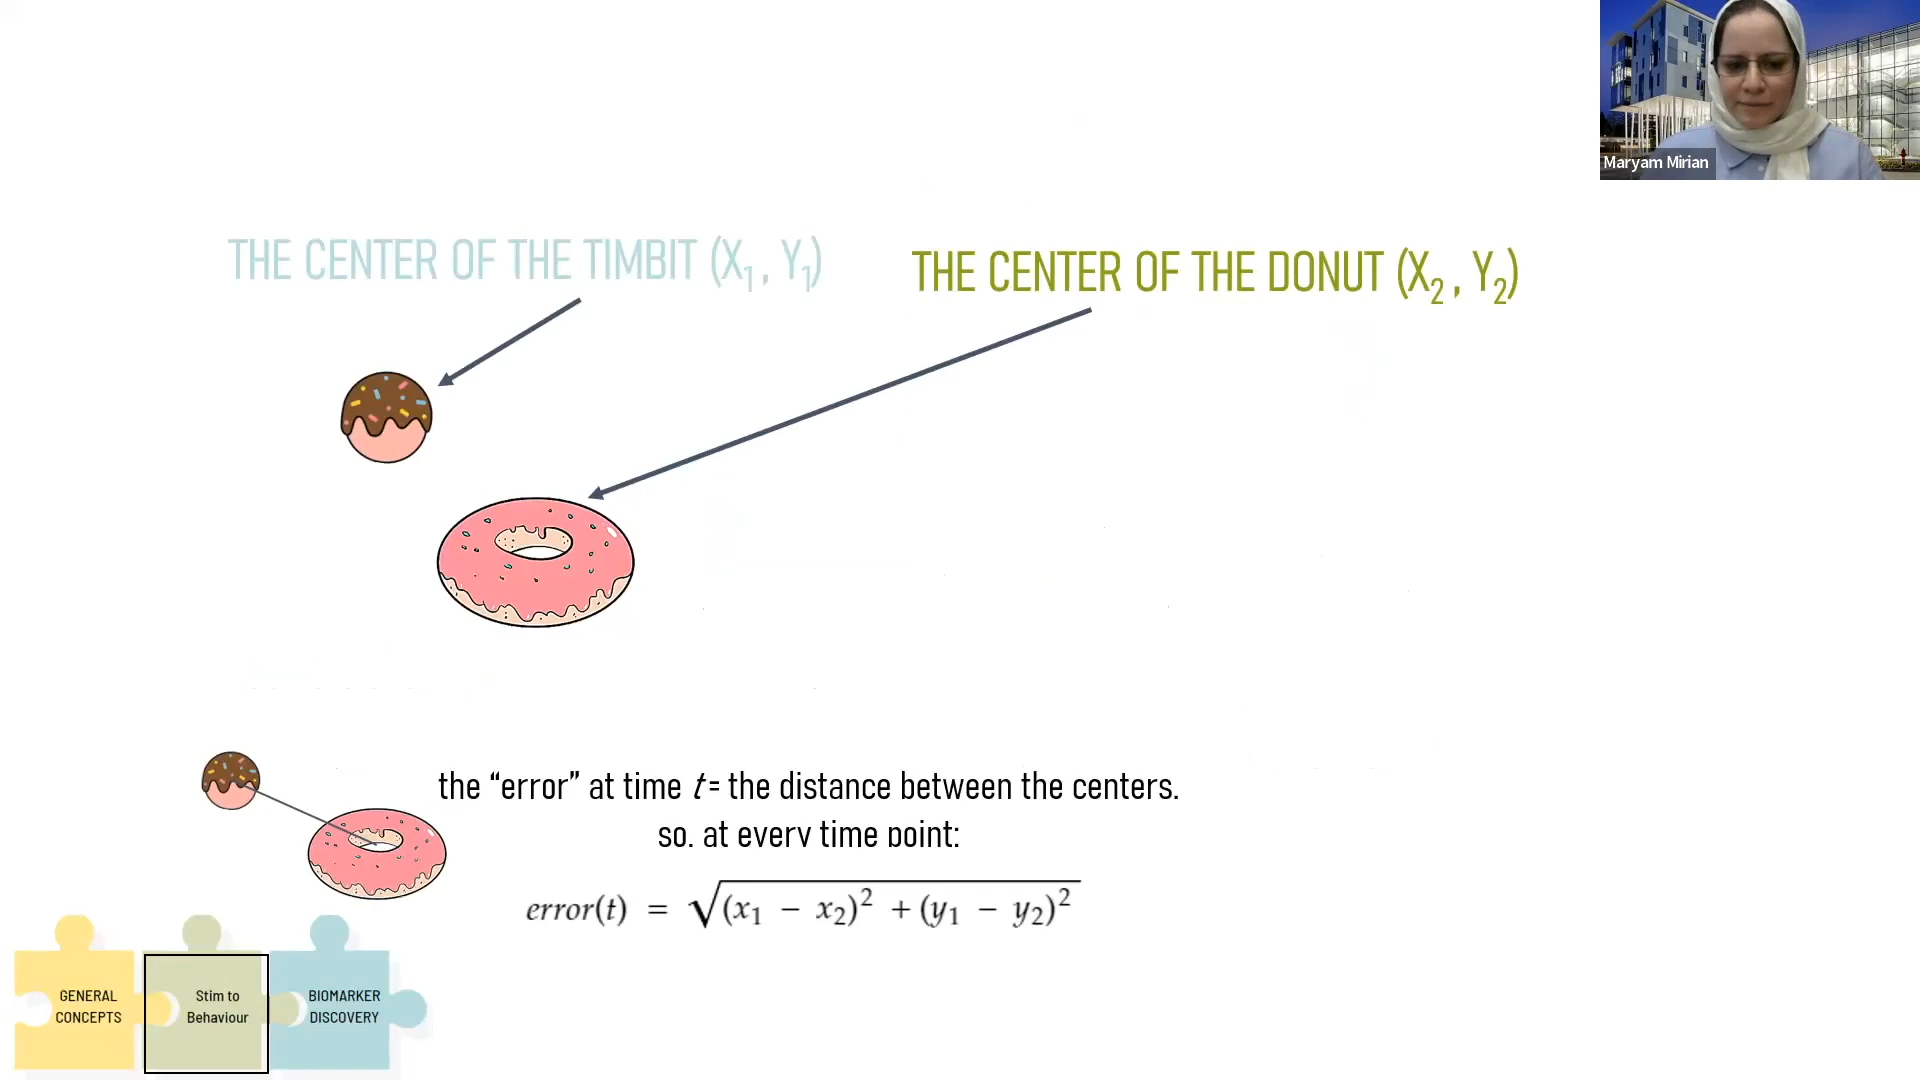 Maryam Mirian
THE CENTER OF THE TIMBIT (X₁ , Y₁)
THE CENTER OF THE DONUT (X₂ , Y₂)
the “error” at time t= the distance between the centers.
so, at every time point:
error(t) = √(x₁ − x₂)² + (y₁ − y₂)²
GENERAL
CONCEPTS
Stim to
Behaviour
BIOMARKER
DISCOVERY